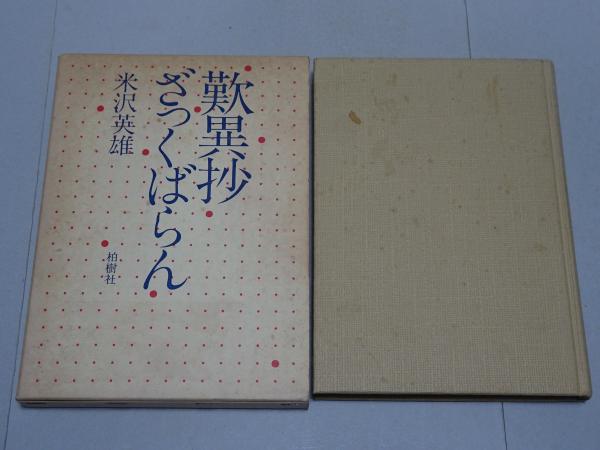 歎異抄
ざっくばらん
米沢英雄
柏樹社